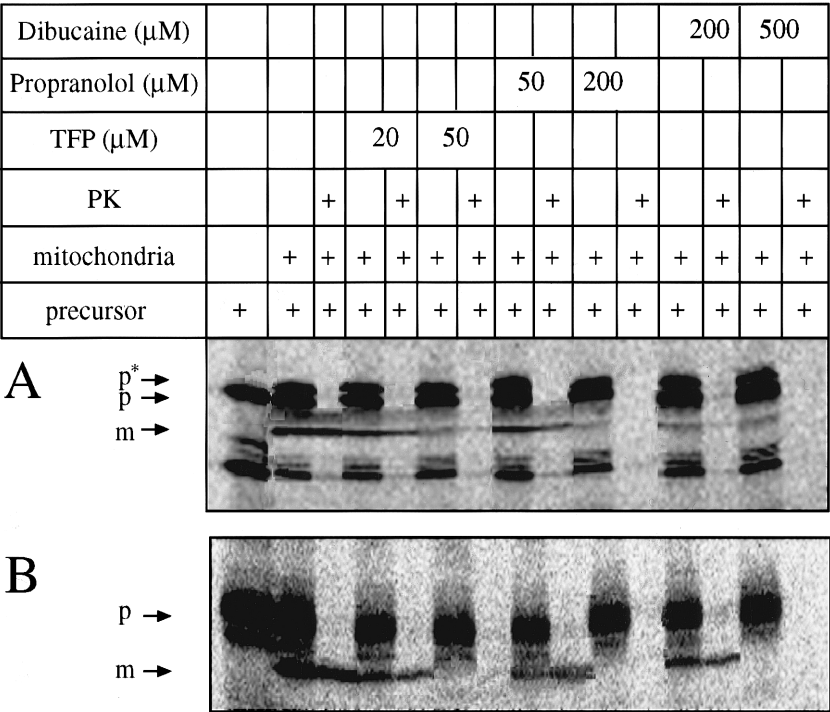 Dibucaine (μM) 200 500
Propranolol (μM) 50 200
TFP (μM) 20 50
PK + + + + + + +
mitochondria + + + + + + + + + + + + + +
precursor + + + + + + + + + + + + + + +
A
p* →
p →
m →
B
p →
m →